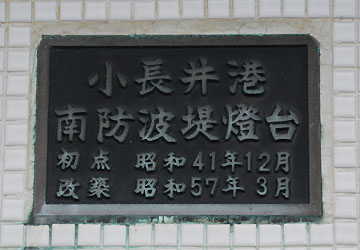 小長井港
南防波堤燈台
初点 昭和41年12月
改築 昭和57年3月